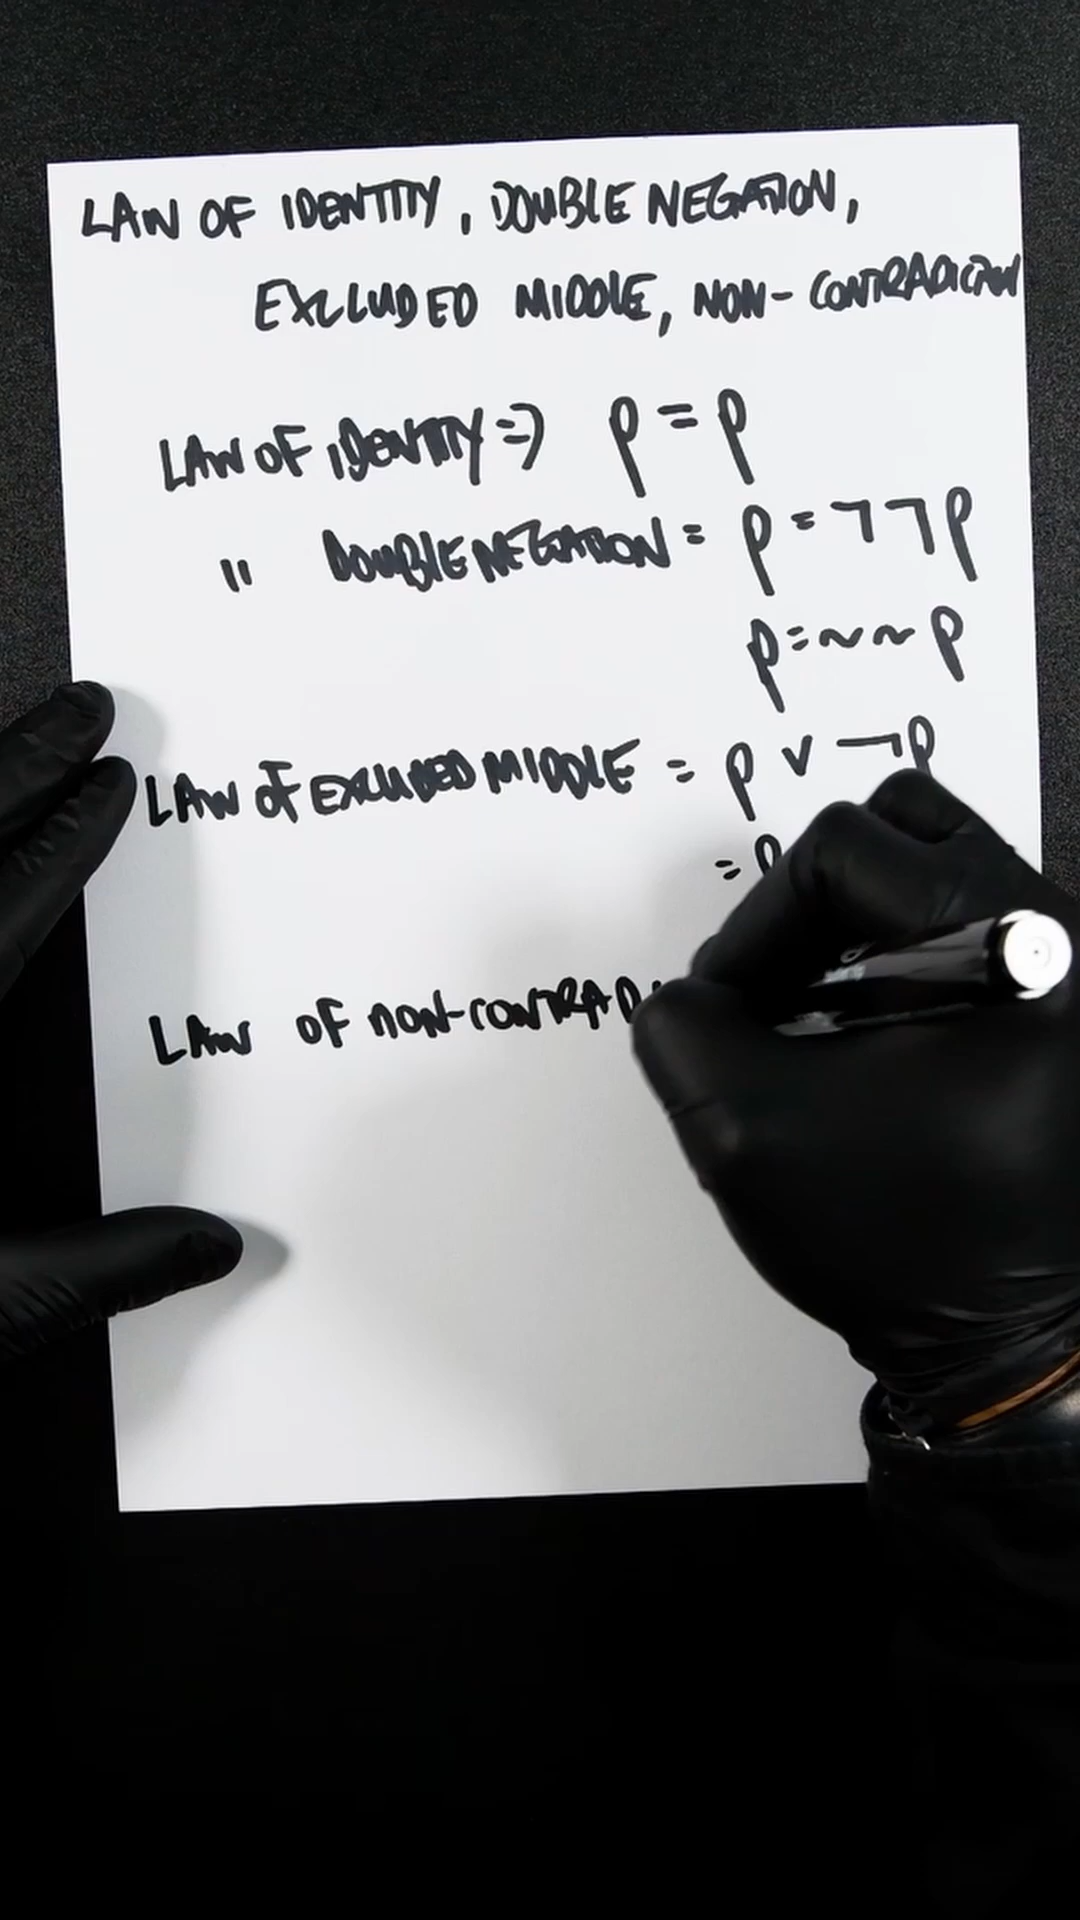 LAW OF IDENTITY, DOUBLE NEGATION,
EXCLUDED MIDDLE, NON-CONTRADICTION
LAW OF IDENTITY => p = p
" DOUBLE NEGATION = p = ¬¬p
p = ~~p
LAW OF EXCLUDED MIDDLE = p v ¬p
= p
LAW OF NON-CONTRAD